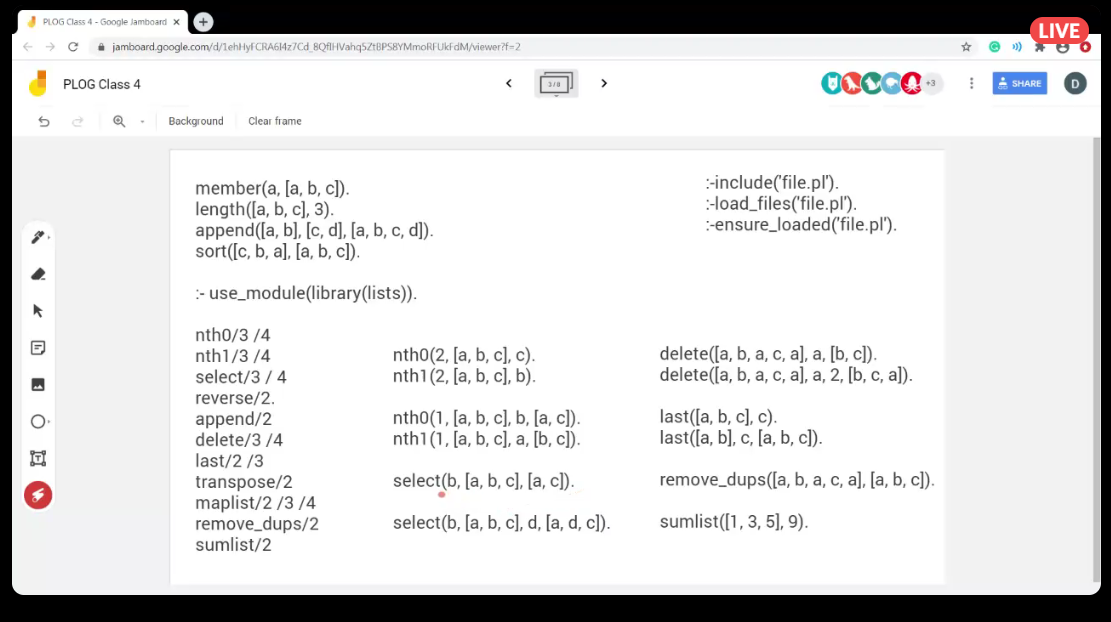 LIVE
PLOG Class 4 - Google Jamboard
jamboard.google.com/d/1ehHyFCRA6I4z7Cd_8QflHVahq5Zt8PS8YMmoRFUkFdM/viewer?f=2
PLOG Class 4
3 / 8
+3
SHARE
D
Background
Clear frame
member(a, [a, b, c]).
length([a, b, c], 3).
append([a, b], [c, d], [a, b, c, d]).
sort([c, b, a], [a, b, c]).
:- use_module(library(lists)).
:-include('file.pl').
:-load_files('file.pl').
:-ensure_loaded('file.pl').
nth0/3 /4
nth1/3 /4
select/3 / 4
reverse/2.
append/2
delete/3 /4
last/2 /3
transpose/2
maplist/2 /3 /4
remove_dups/2
sumlist/2
nth0(2, [a, b, c], c).
nth1(2, [a, b, c], b).
nth0(1, [a, b, c], b, [a, c]).
nth1(1, [a, b, c], a, [b, c]).
select(b, [a, b, c], [a, c]).
select(b, [a, b, c], d, [a, d, c]).
delete([a, b, a, c, a], a, [b, c]).
delete([a, b, a, c, a], a, 2, [b, c, a]).
last([a, b, c], c).
last([a, b], c, [a, b, c]).
remove_dups([a, b, a, c, a], [a, b, c]).
sumlist([1, 3, 5], 9).